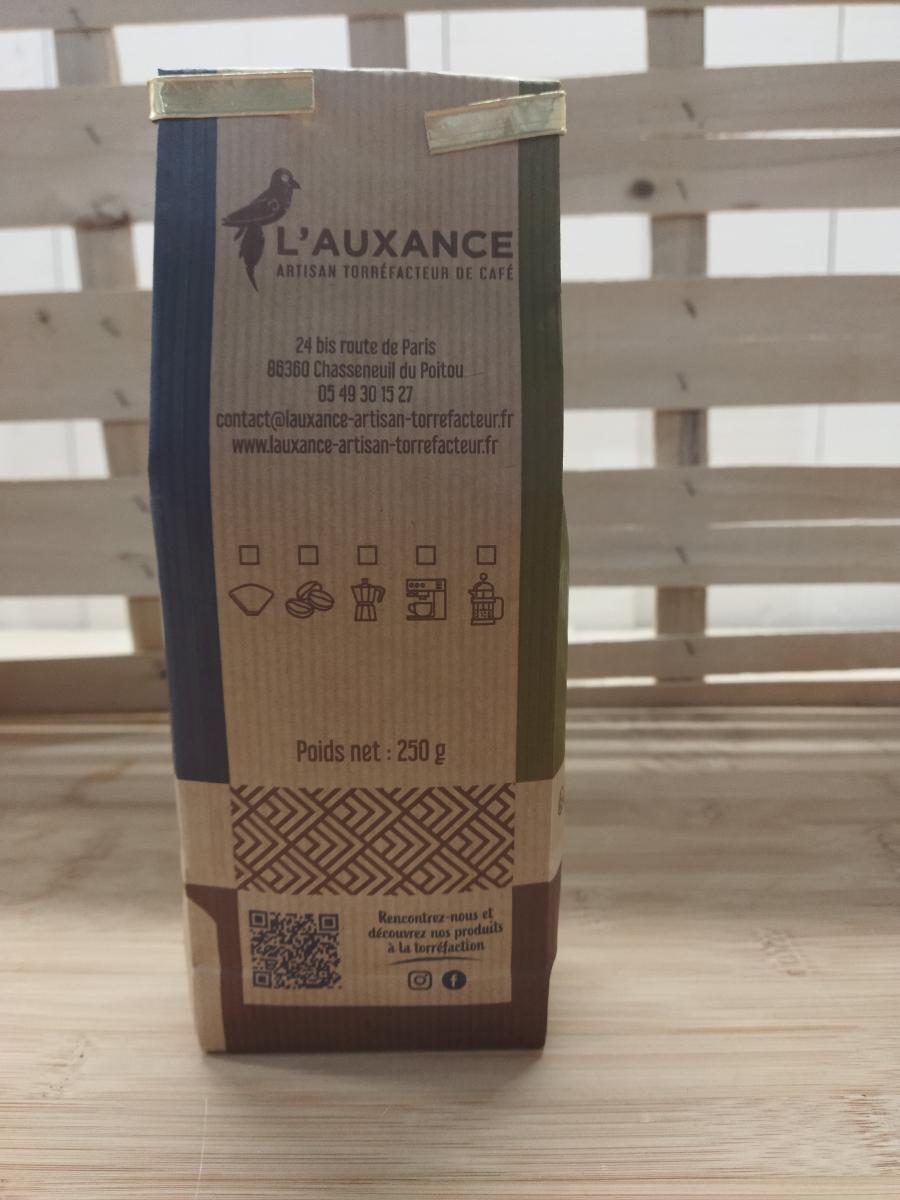 L'AUXANCE
ARTISAN TORRÉFACTEUR DE CAFÉ
24 bis route de Paris
86360 Chasseneuil du Poitou
05 49 30 15 27
contact@lauxance-artisan-torrefacteur.fr
www.lauxance-artisan-torrefacteur.fr
Poids net : 250 g
Rencontrez-nous et
découvrez nos produits
à la torréfaction